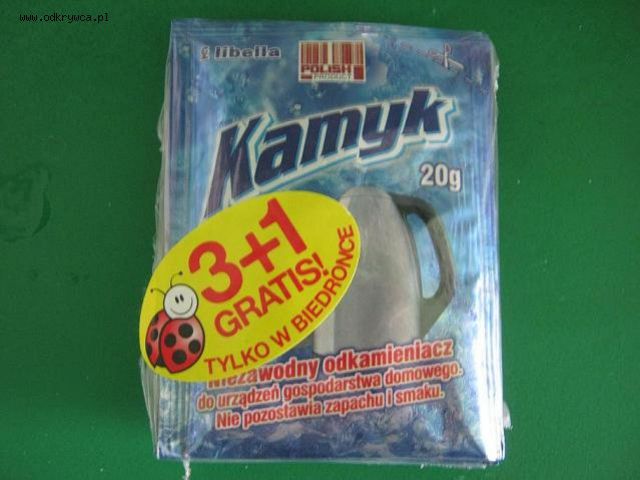 www.odkrywca.pl
libella
POLISH
PRODUCT
Kamyk
20g
3+1
GRATIS!
TYLKO W BIEDRONCE
Niezawodny odkamieniacz
do urządzeń gospodarstwa domowego.
Nie pozostawia zapachu i smaku.